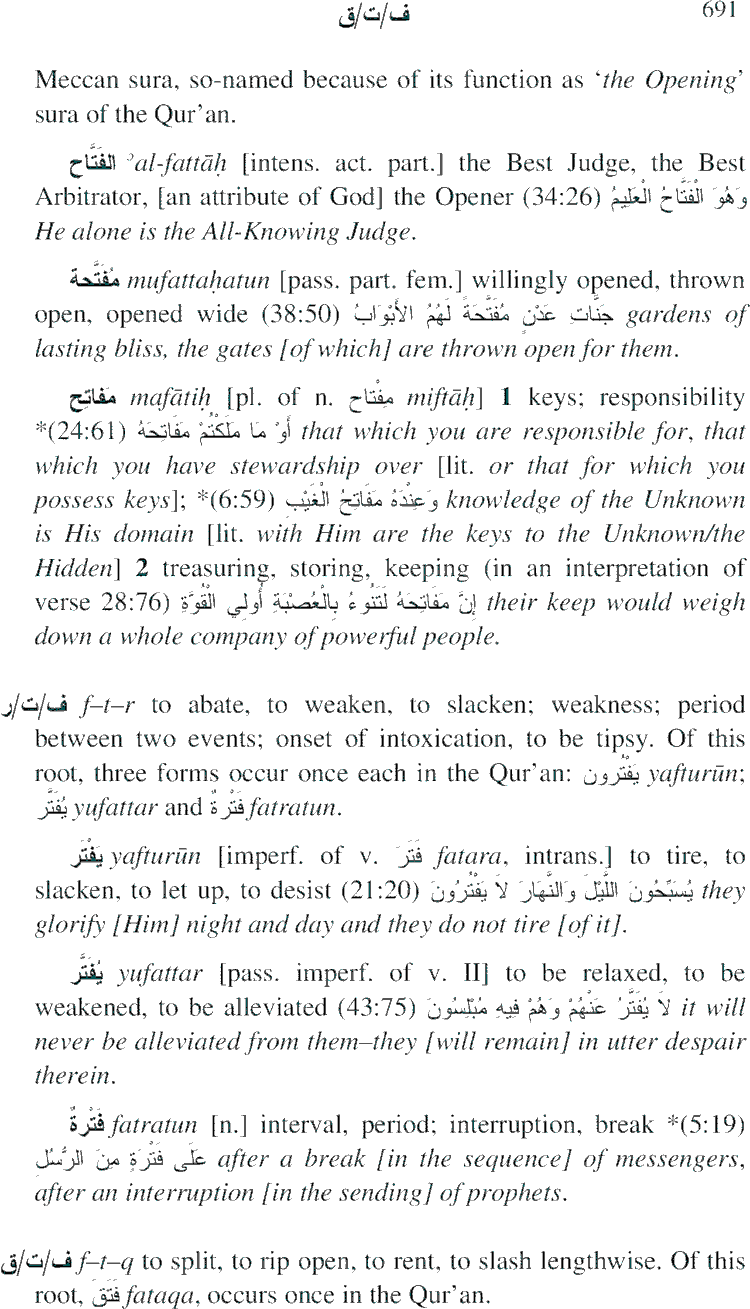 ف/ت/ق 691
Meccan sura, so-named because of its function as ‘the Opening’
sura of the Qur’an.
الفَتَّاح ʾal-fattāḥ [intens. act. part.] the Best Judge, the Best
Arbitrator, [an attribute of God] the Opener (34:26) وَهُوَ الْفَتَّاحُ الْعَلِيمُ
He alone is the All-Knowing Judge.
مُفَتَّحة mufattaḥatun [pass. part. fem.] willingly opened, thrown
open, opened wide (38:50) جَنَّاتِ عَدْنٍ مُفَتَّحَةً لَهُمُ الأَبْوَابُ gardens of
lasting bliss, the gates [of which] are thrown open for them.
مَفَاتِح mafātiḥ [pl. of n. مِفْتاح miftāḥ] 1 keys; responsibility
*(24:61) أَوْ مَا مَلَكْتُمْ مَفَاتِحَهُ that which you are responsible for, that
which you have stewardship over [lit. or that for which you
possess keys]; *(6:59) وَعِنْدَهُ مَفَاتِحُ الْغَيْبِ knowledge of the Unknown
is His domain [lit. with Him are the keys to the Unknown/the
Hidden] 2 treasuring, storing, keeping (in an interpretation of
verse 28:76) إِنَّ مَفَاتِحَهُ لَتَنُوءُ بِالْعُصْبَةِ أُولِي الْقُوَّةِ their keep would weigh
down a whole company of powerful people.
ف/ت/ر f–t–r to abate, to weaken, to slacken; weakness; period
between two events; onset of intoxication, to be tipsy. Of this
root, three forms occur once each in the Qur’an: يَفْتُرون yafturūn;
يُفَتَّر yufattar and فَتْرةٌ fatratun.
يَفْتَر yafturūn [imperf. of v. فَتَرَ fatara, intrans.] to tire, to
slacken, to let up, to desist (21:20) يُسَبِّحُونَ اللَّيْلَ وَالنَّهَارَ لاَ يَفْتُرُونَ they
glorify [Him] night and day and they do not tire [of it].
يُفَتَّر yufattar [pass. imperf. of v. II] to be relaxed, to be
weakened, to be alleviated (43:75) لاَ يُفَتَّرُ عَنْهُمْ وَهُمْ فِيهِ مُبْلِسُونَ it will
never be alleviated from them–they [will remain] in utter despair
therein.
فَتْرةٌ fatratun [n.] interval, period; interruption, break *(5:19)
عَلَى فَتْرَةٍ مِنَ الرُّسُل after a break [in the sequence] of messengers,
after an interruption [in the sending] of prophets.
ف/ت/ق f–t–q to split, to rip open, to rent, to slash lengthwise. Of this
root, فَتَقَ fataqa, occurs once in the Qur’an.